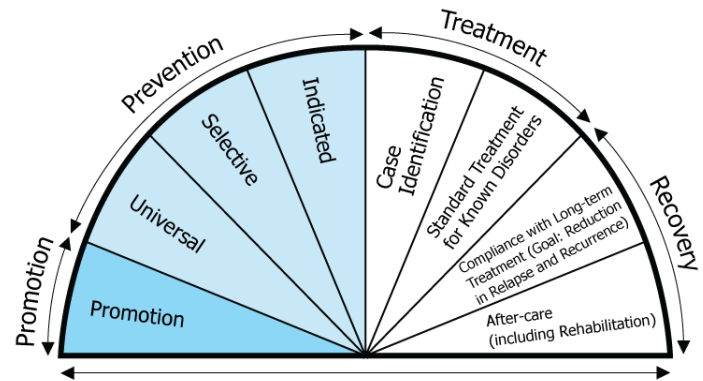 Treatment
Prevention
Recovery
Promotion
Promotion
Universal
Selective
Indicated
Case
Identification
Standard Treatment
for Known Disorders
Compliance with Long-term
Treatment (Goal: Reduction
in Relapse and Recurrence)
After-care
(including Rehabilitation)